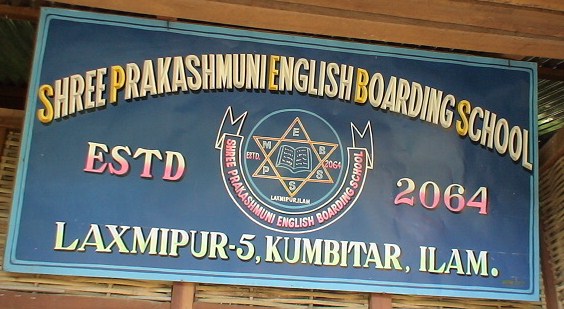 SHREE PRAKASHMUNI ENGLISH BOARDING SCHOOL
ESTD 2064
ESTD. 2064
LAXMIPUR, ILAM
SHREE PRAKASHMUNI ENGLISH BOARDING SCHOOL
LAXMIPUR-5, KUMBITAR, ILAM.